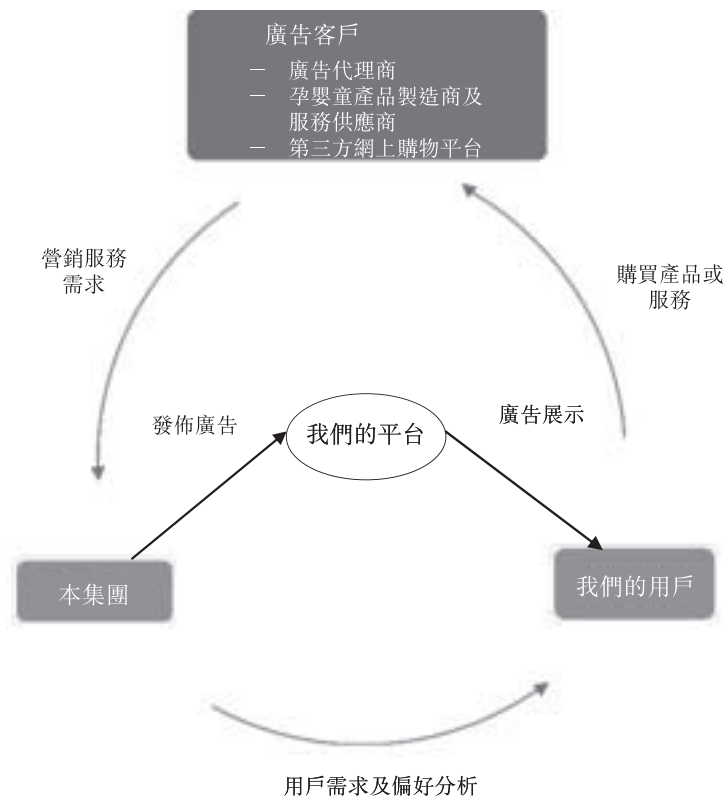 廣告客戶
— 廣告代理商
— 孕嬰童產品製造商及
服務供應商
— 第三方網上購物平台
營銷服務
需求
購買產品或
服務
發佈廣告
我們的平台
廣告展示
本集團
我們的用戶
用戶需求及偏好分析